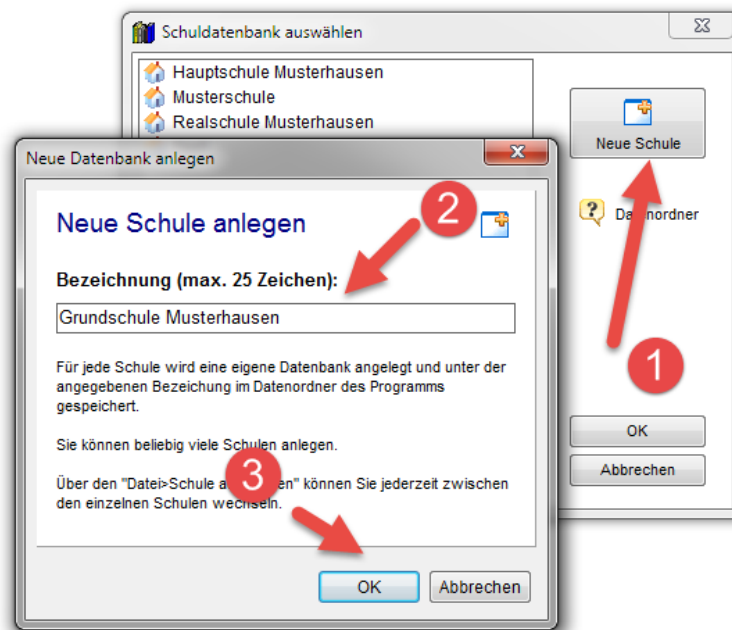 Schuldatenbank auswählen
Hauptschule Musterhausen
Musterschule
Realschule Musterhausen
Neue Schule
Datenordner
1
OK
Abbrechen
Neue Datenbank anlegen
Neue Schule anlegen
2
Bezeichnung (max. 25 Zeichen):
Grundschule Musterhausen
Für jede Schule wird eine eigene Datenbank angelegt und unter der
angegebenen Bezeichung im Datenordner des Programms
gespeichert.
Sie können beliebig viele Schulen anlegen.
3
Über den "Datei>Schule en" können Sie jederzeit zwischen
den einzelnen Schulen wechseln.
OK
Abbrechen